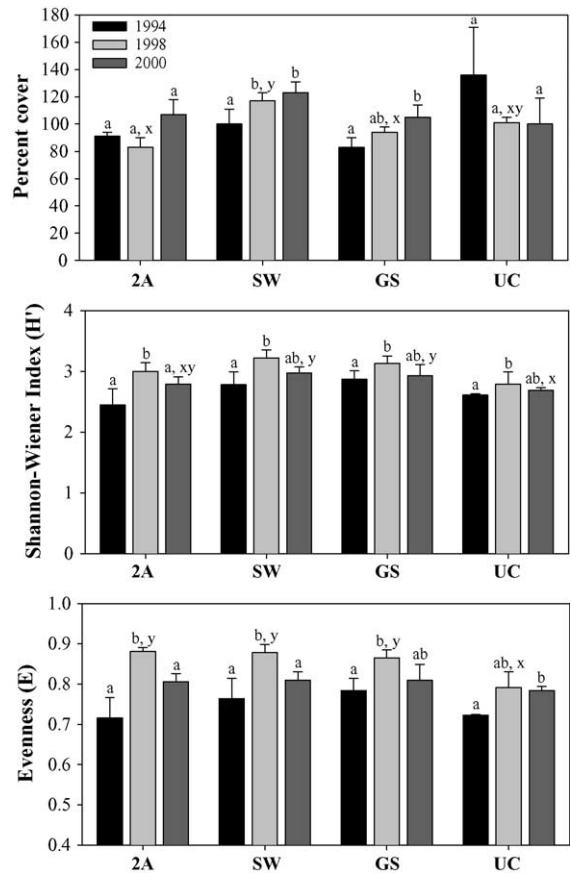 180
160
140
120
100
80
60
40
20
0
Percent cover
1994
1998
2000
a
a, x
a
a
b, y
b
a
ab, x
b
a
a, xy
a
2A SW GS UC
4
3
2
1
0
Shannon-Wiener Index (H')
a
b
a, xy
a
b
ab, y
a
b
ab, y
a
b
ab, x
2A SW GS UC
1.0
0.9
0.8
0.7
0.6
0.5
0.4
Evenness (E)
a
b, y
a
a
b, y
a
a
b, y
ab
a
ab, x
b
2A SW GS UC